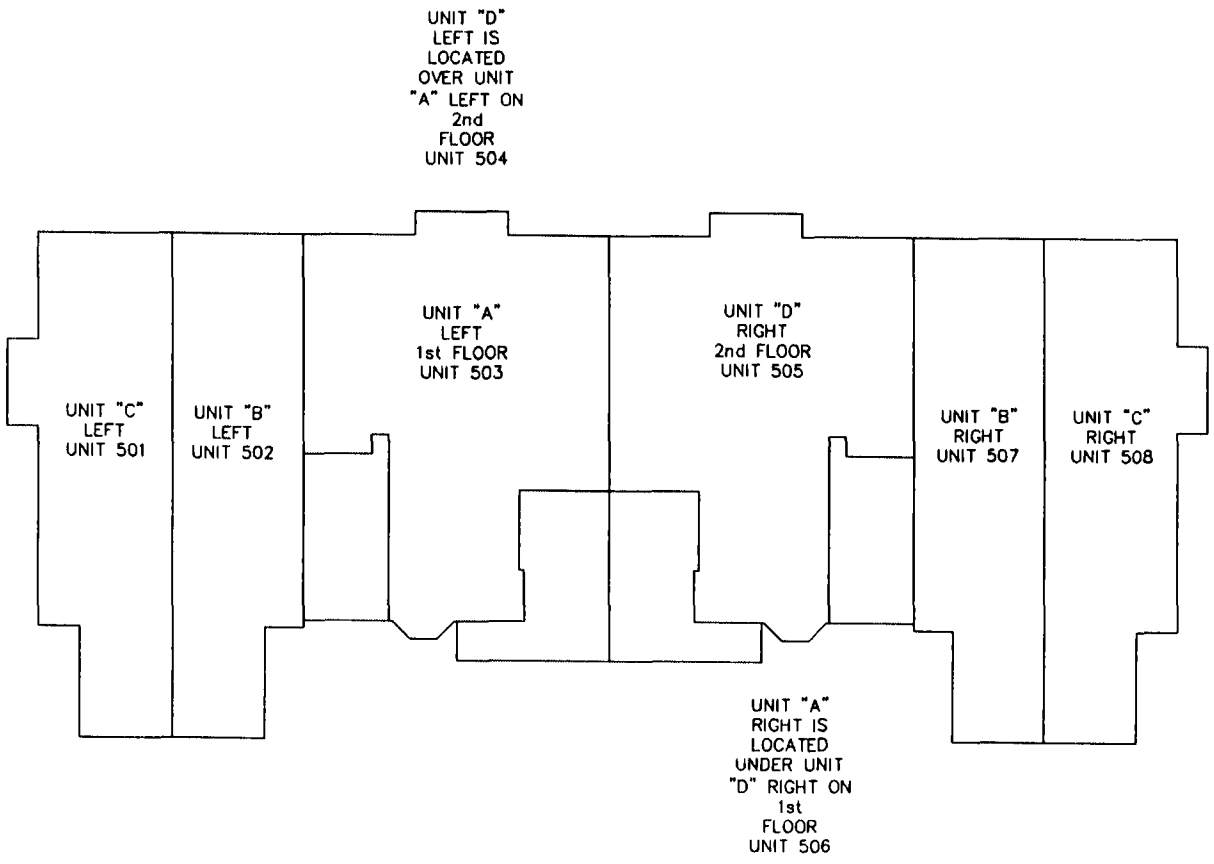 UNIT "D"
LEFT IS
LOCATED
OVER UNIT
"A" LEFT ON
2nd
FLOOR
UNIT 504
UNIT "C"
LEFT
UNIT 501
UNIT "B"
LEFT
UNIT 502
UNIT "A"
LEFT
1st FLOOR
UNIT 503
UNIT "D"
RIGHT
2nd FLOOR
UNIT 505
UNIT "B"
RIGHT
UNIT 507
UNIT "C"
RIGHT
UNIT 508
UNIT "A"
RIGHT IS
LOCATED
UNDER UNIT
"D" RIGHT ON
1st
FLOOR
UNIT 506